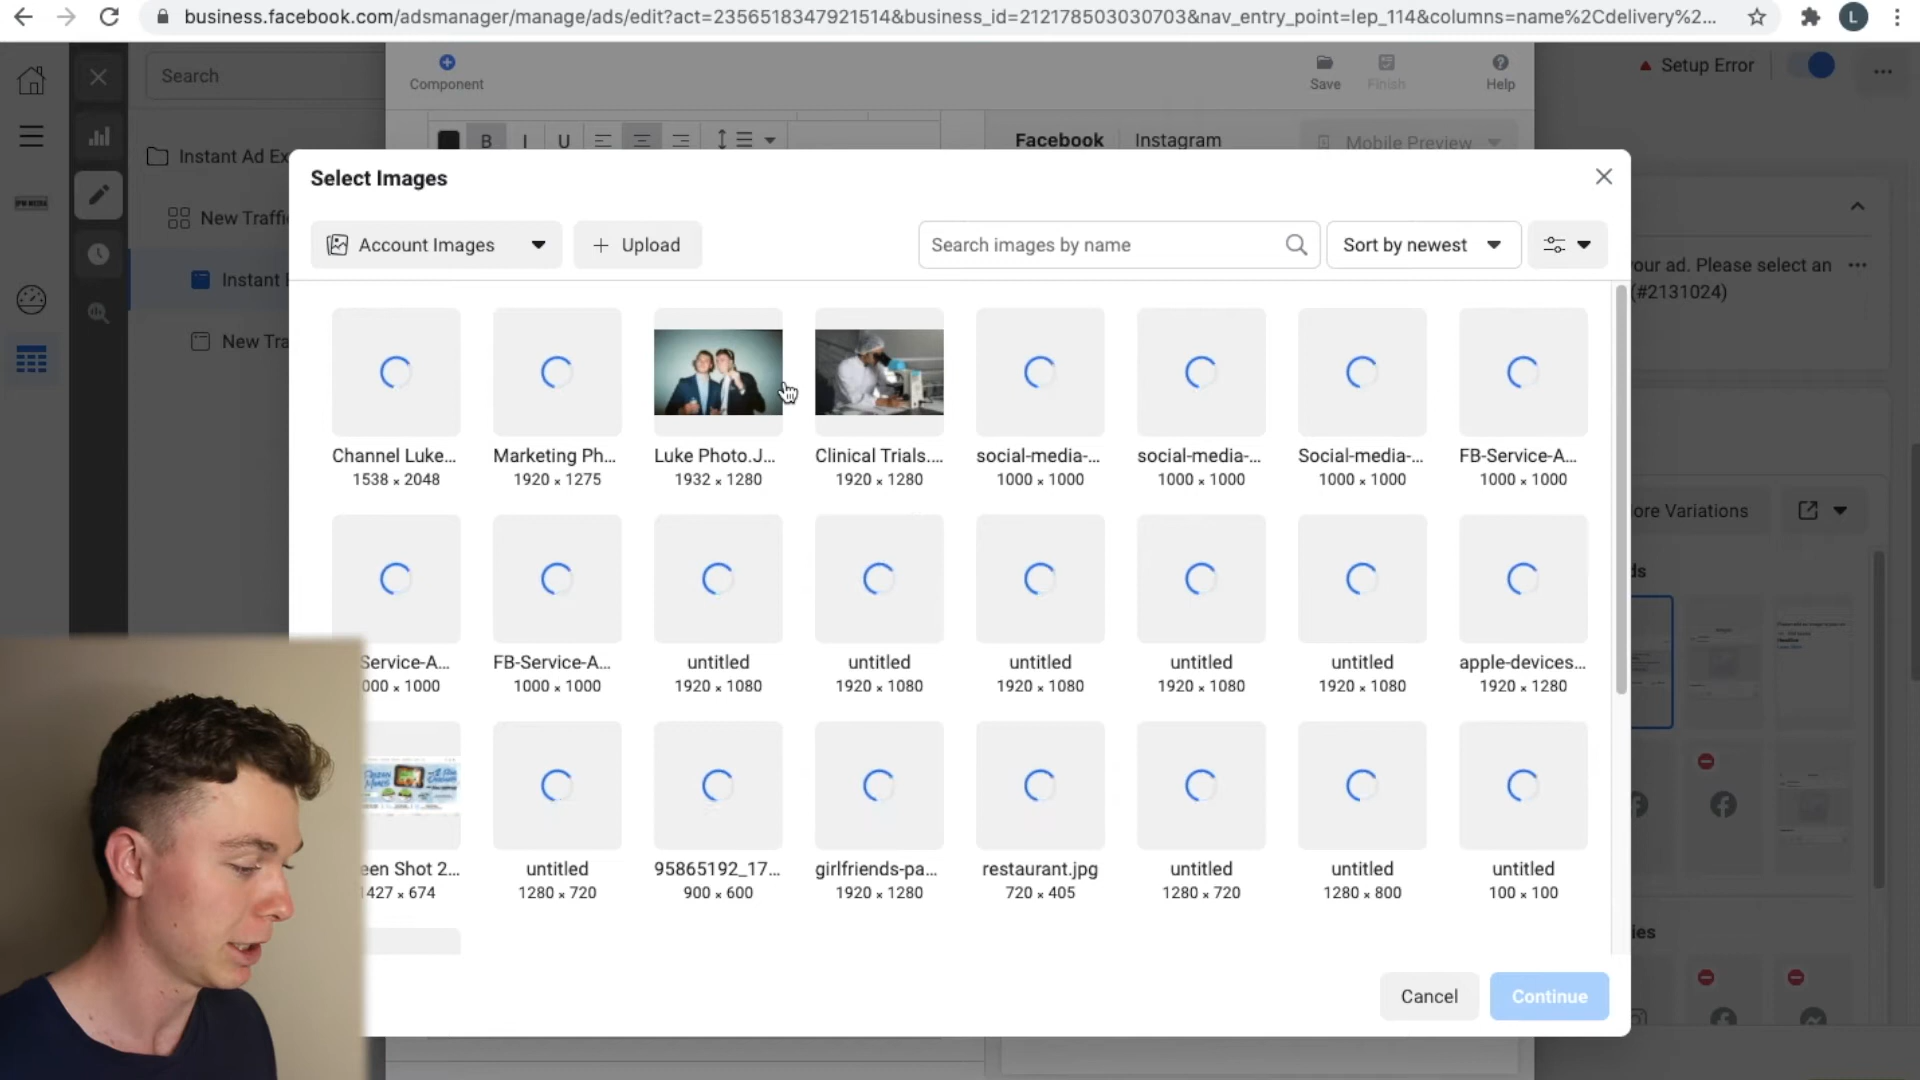 business.facebook.com/adsmanager/manage/ads/edit?act=2356518347921514&business_id=212178503030703&nav_entry_point=lep_114&columns=name%2Cdelivery%2...
L
Search
Component
Save
Finish
Help
Setup Error
B I U
Facebook
Instagram
Mobile Preview
Instant Ad Ex
New Traffi
Instant
New Tra
Select Images
Account Images
+ Upload
Search images by name
Sort by newest
our ad. Please select an
(#2131024)
Channel Luke...
1538 × 2048
Marketing Ph...
1920 × 1275
Luke Photo.J...
1932 × 1280
Clinical Trials....
1920 × 1280
social-media-...
1000 × 1000
social-media-...
1000 × 1000
Social-media-...
1000 × 1000
FB-Service-A...
1000 × 1000
ore Variations
ds
Service-A...
000 × 1000
FB-Service-A...
1000 × 1000
untitled
1920 × 1080
untitled
1920 × 1080
untitled
1920 × 1080
untitled
1920 × 1080
untitled
1920 × 1080
apple-devices...
1920 × 1280
een Shot 2...
1427 × 674
untitled
1280 × 720
95865192_17...
900 × 600
girlfriends-pa...
1920 × 1280
restaurant.jpg
720 × 405
untitled
1280 × 720
untitled
1280 × 800
untitled
100 × 100
ies
Cancel
Continue